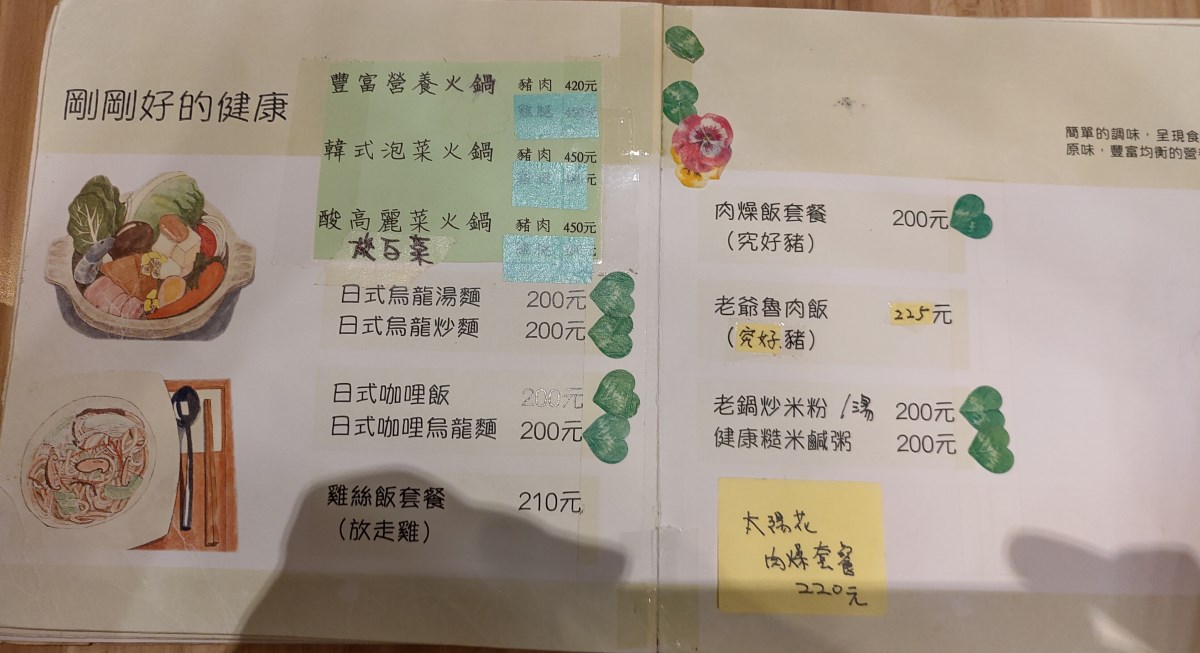 剛剛好的健康
豐富營養火鍋 豬肉 420元
韓式泡菜火鍋 豬肉 450元
元
酸高麗菜火鍋 豬肉 450元
酸白菜
日式烏龍湯麵 200元
日式烏龍炒麵 200元
日式咖哩飯 200元
日式咖哩烏龍麵 200元
雞絲飯套餐 210元
(放走雞)
簡單的調味，呈現食
原味，豐富均衡的營
肉燥飯套餐 200元
(究好豬)
老爺魯肉飯 225元
(究好豬)
老鍋炒米粉 /湯 200元
健康糙米鹹粥 200元
太陽花
肉燥套餐
220元